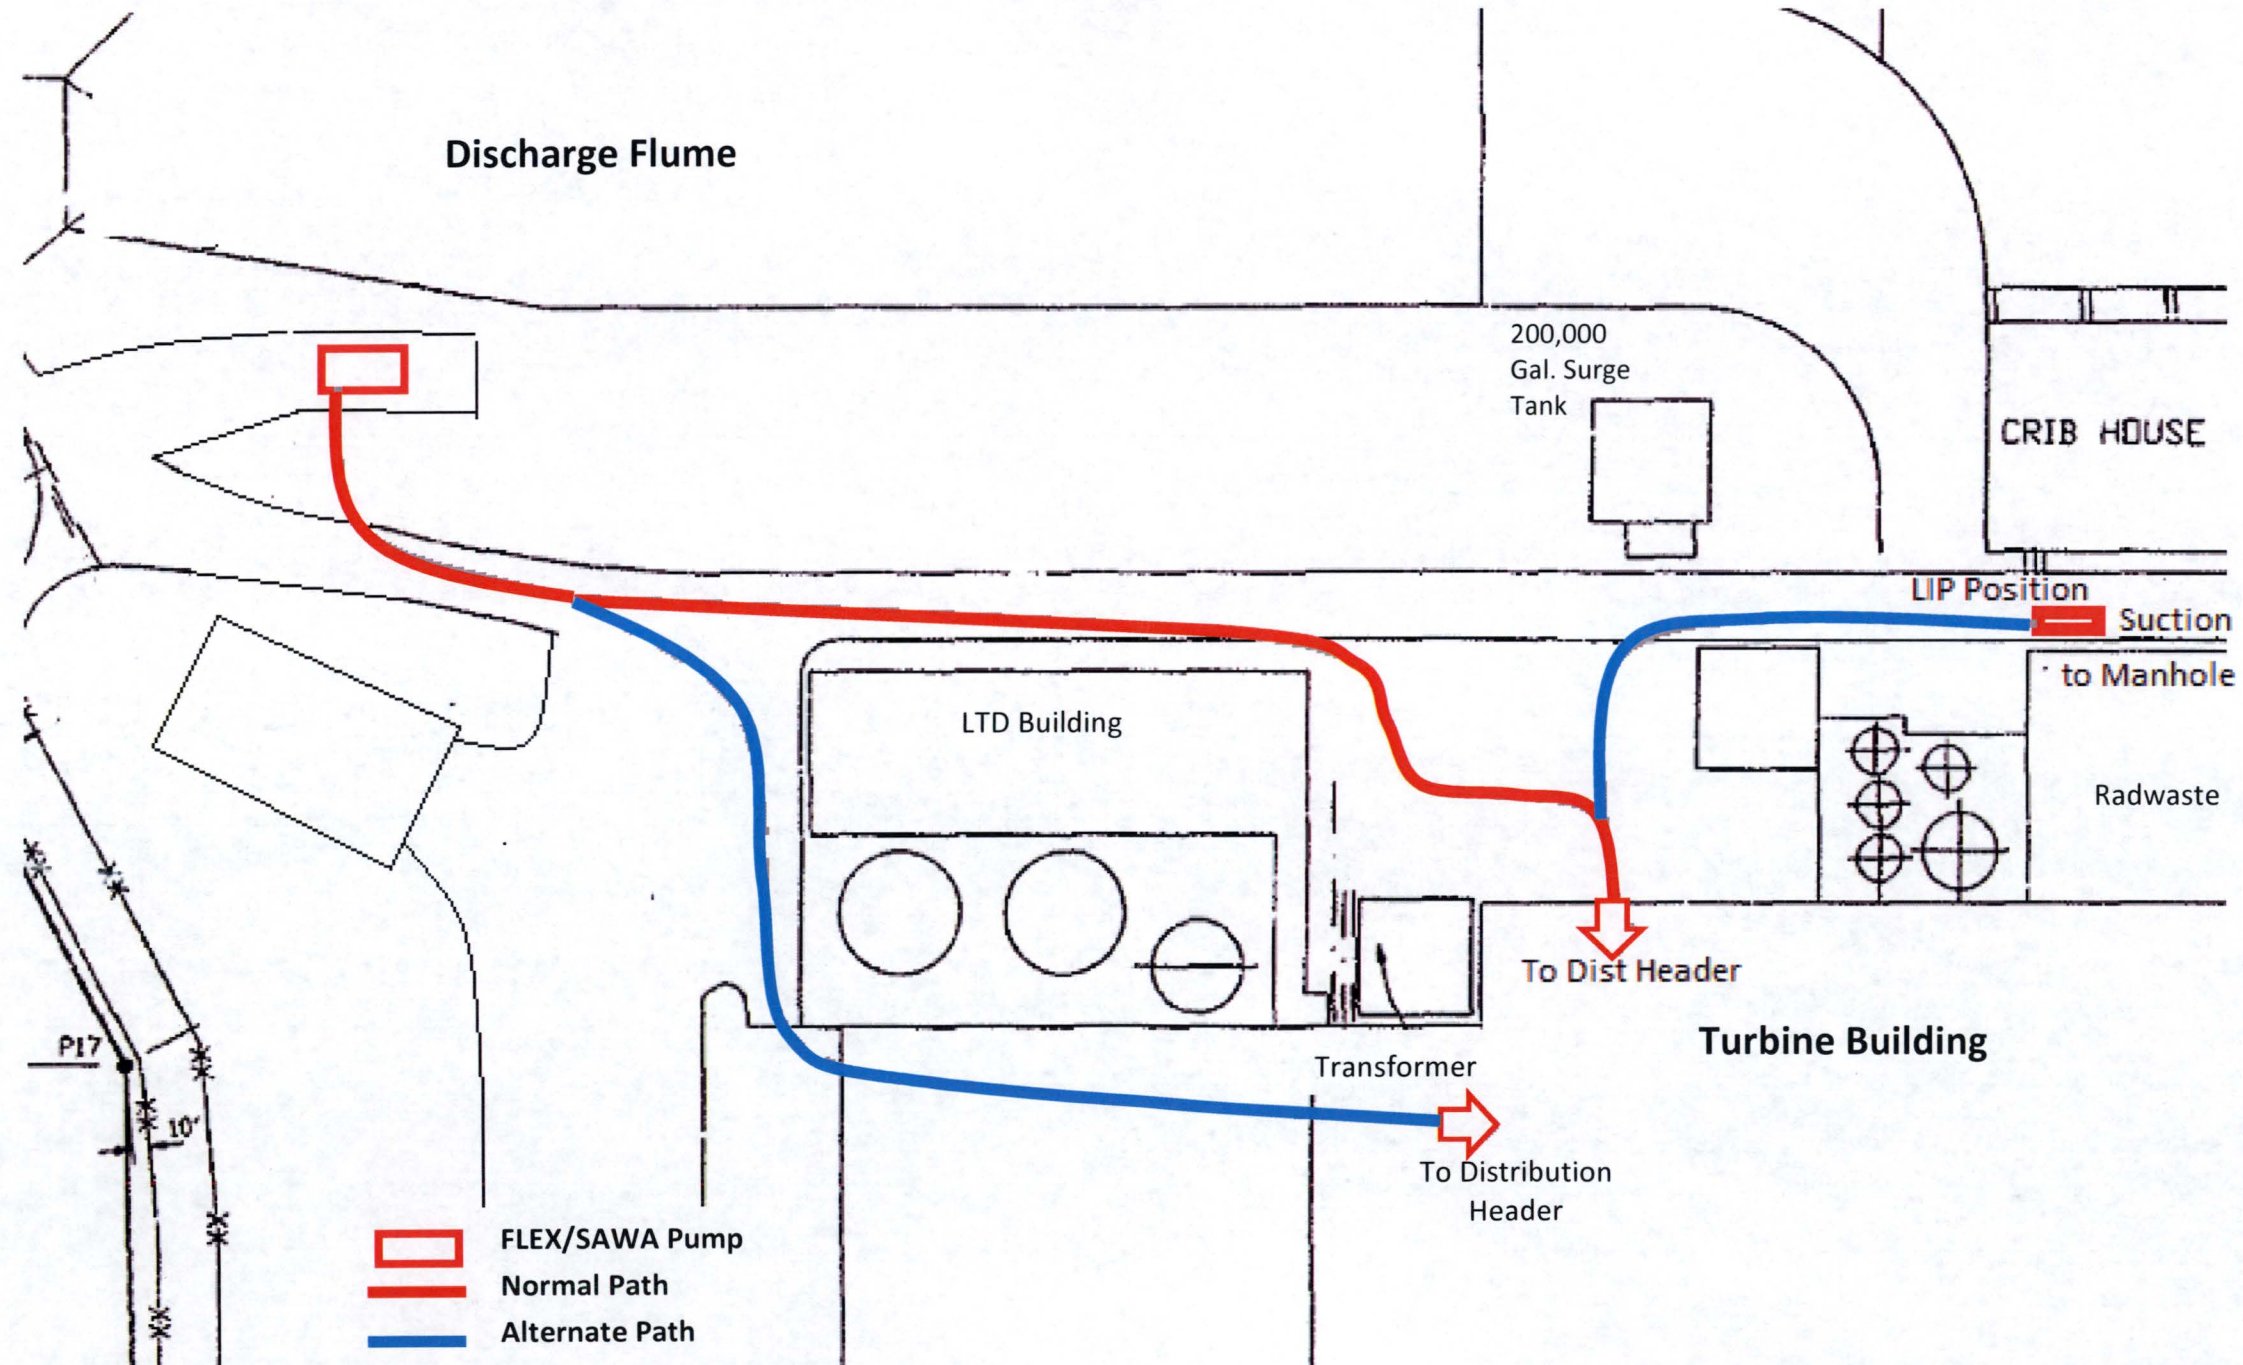 Discharge Flume
200,000
Gal. Surge
Tank
CRIB HOUSE
LIP Position
Suction
to Manhole
LTD Building
Radwaste
To Dist Header
Turbine Building
P17
10'
Transformer
To Distribution
Header
FLEX/SAWA Pump
Normal Path
Alternate Path